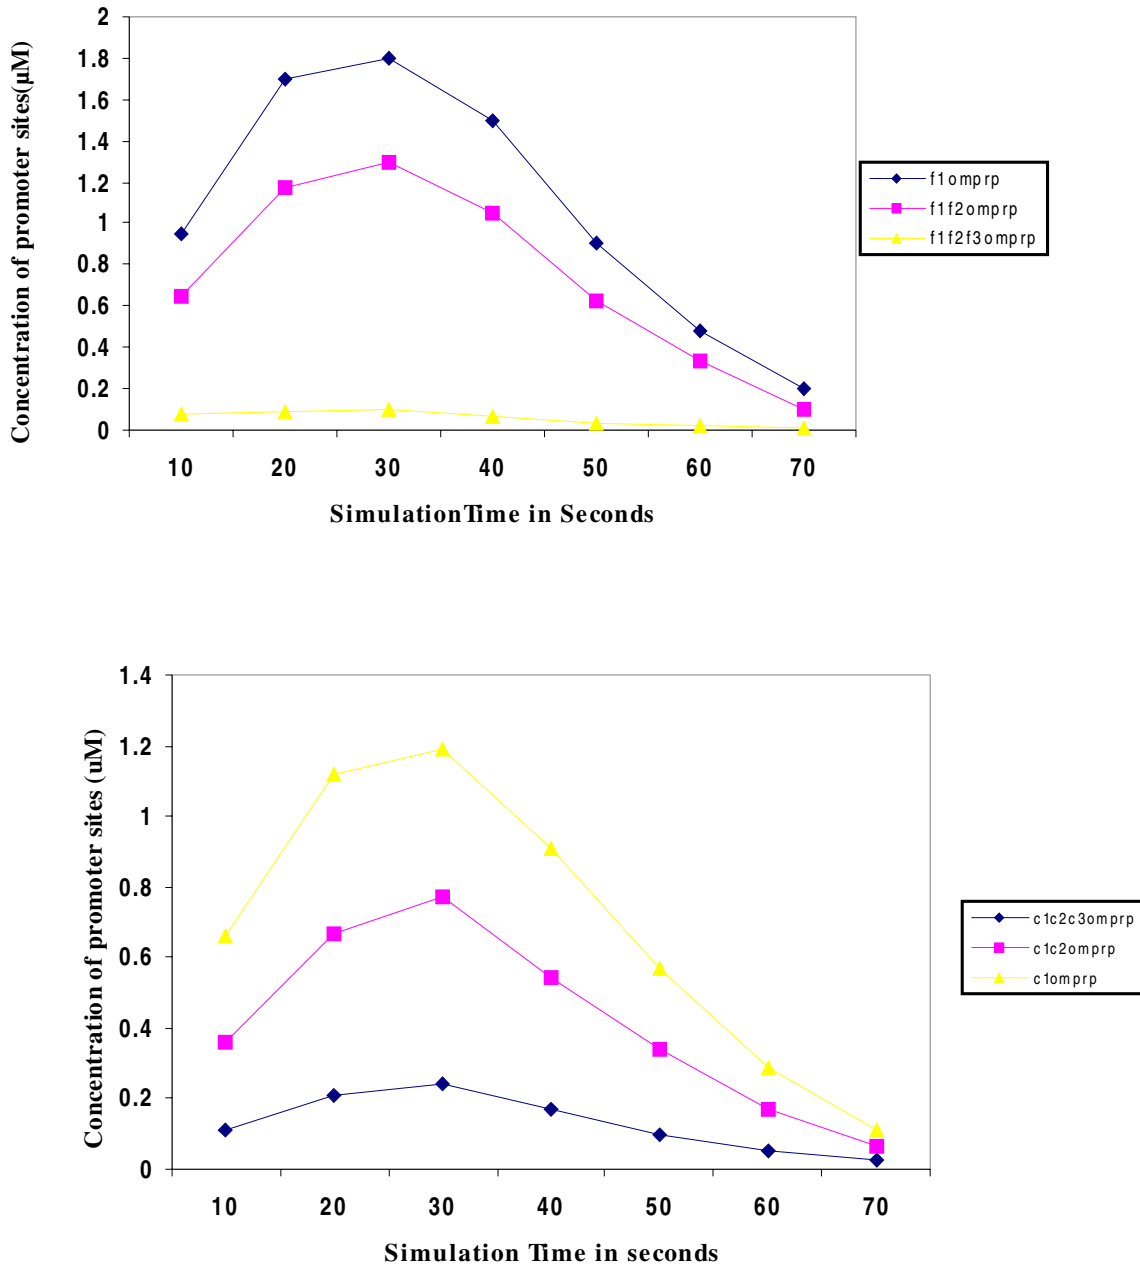 2
1.8
1.6
1.4
1.2
1
0.8
0.6
0.4
0.2
0
Concentration of promoter sites(µM)
10 20 30 40 50 60 70
SimulationTime in Seconds
f1omprp
f1f2omprp
f1f2f3omprp
1.4
1.2
1
0.8
0.6
0.4
0.2
0
Concentration of promoter sites (uM)
10 20 30 40 50 60 70
Simulation Time in seconds
c1c2c3omprp
c1c2omprp
c1omprp